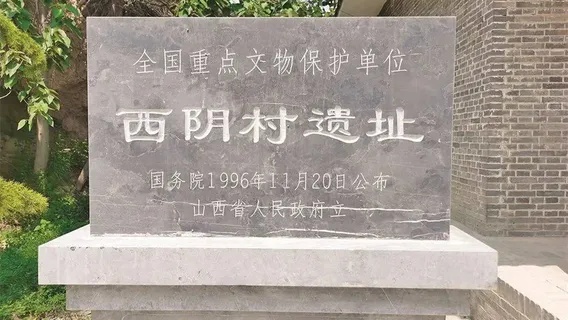 全国重点文物保护单位
西阴村遗址
国务院1996年11月20日公布
山西省人民政府立